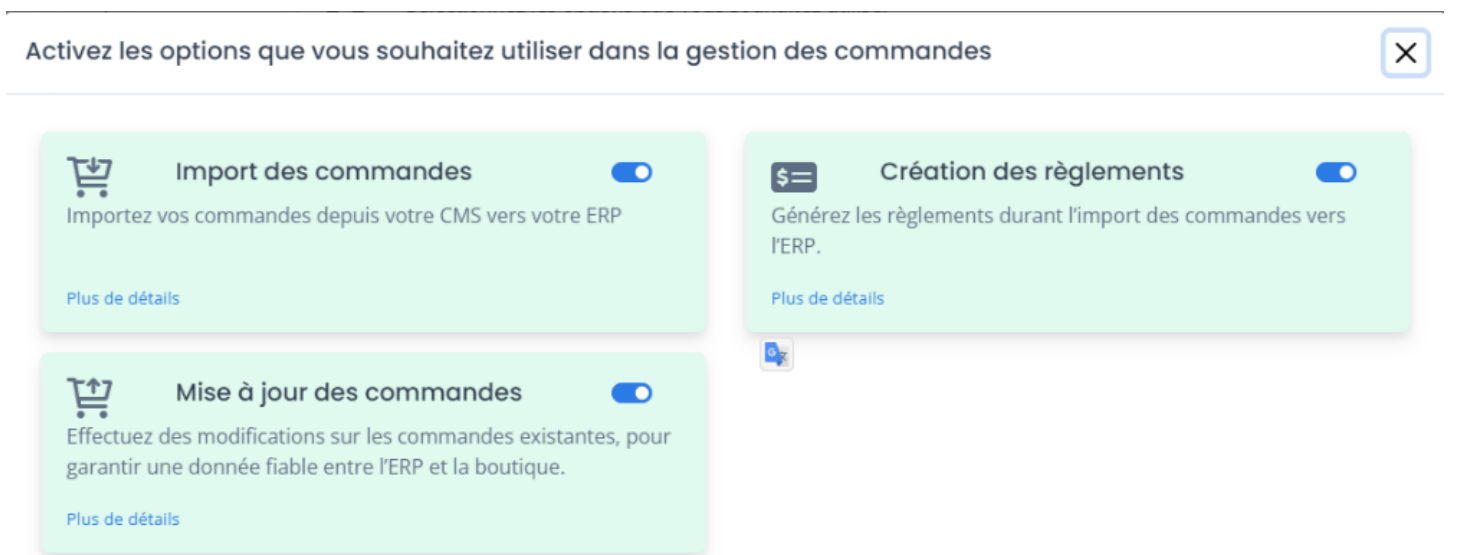 Activez les options que vous souhaitez utiliser dans la gestion des commandes
Import des commandes
Importez vos commandes depuis votre CMS vers votre ERP
Plus de détails
Création des règlements
Générez les règlements durant l'import des commandes vers
l'ERP.
Plus de détails
Mise à jour des commandes
Effectuez des modifications sur les commandes existantes, pour
garantir une donnée fiable entre l'ERP et la boutique.
Plus de détails